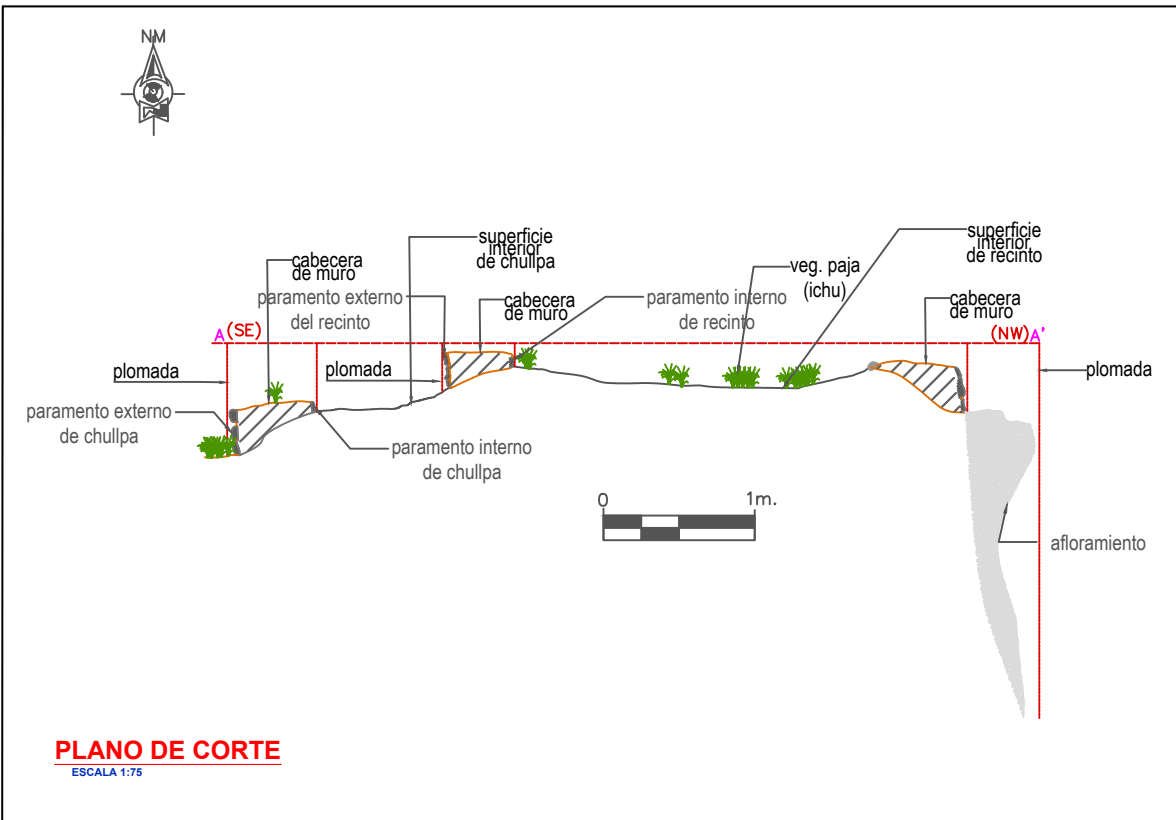 NM
superficie
interior
de chullpa
superficie
interior
de recinto
cabecera
de muro
veg. paja
(ichu)
paramento externo
del recinto
cabecera
de muro
paramento interno
de recinto
cabecera
de muro
A (SE)
(NW) A'
plomada
plomada
plomada
paramento externo
de chullpa
paramento interno
de chullpa
0 1m.
afloramiento
PLANO DE CORTE
ESCALA 1:75